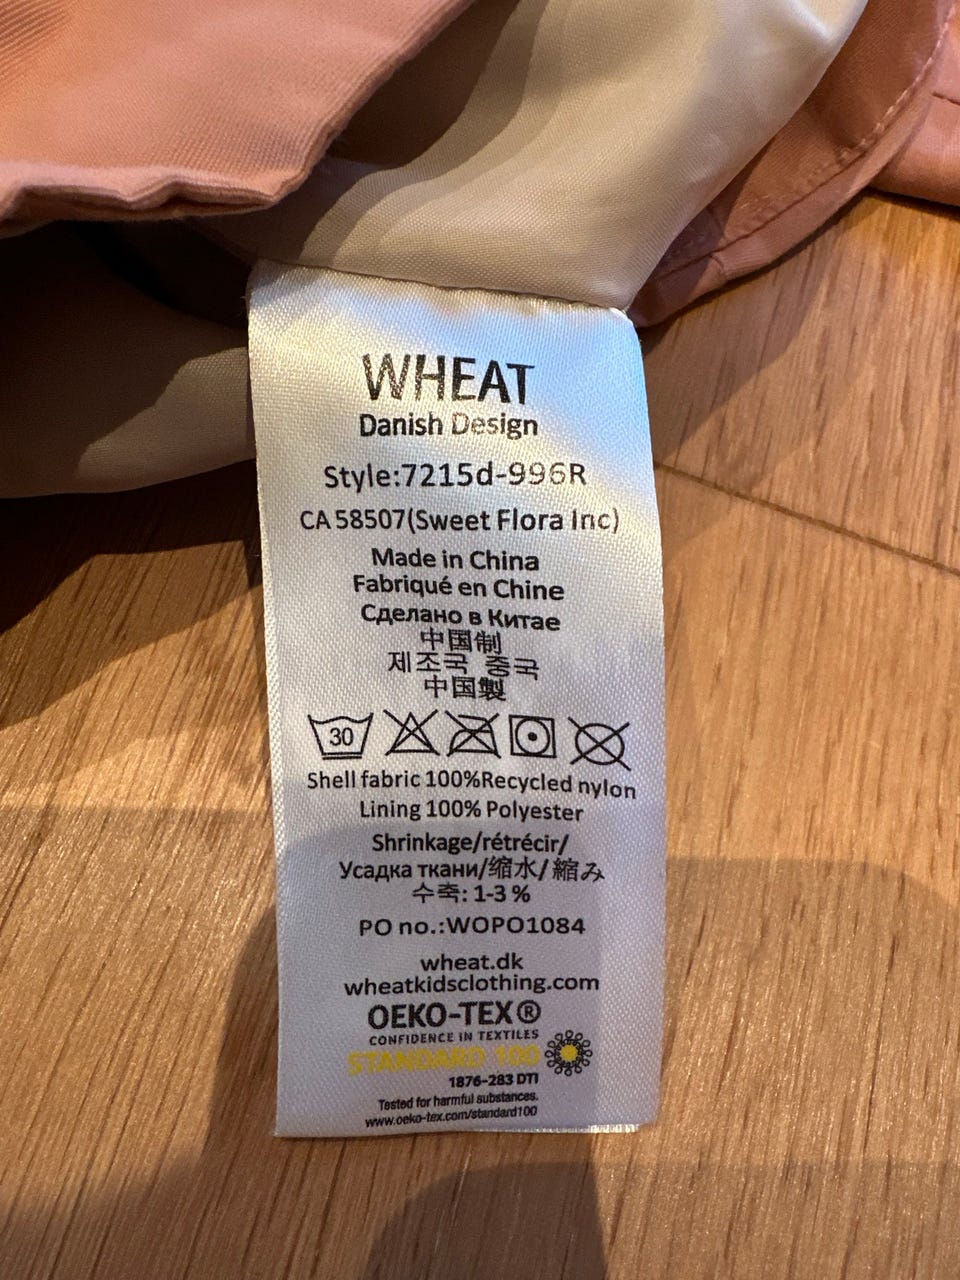 WHEAT
Danish Design
Style:7215d-996R
CA 58507(Sweet Flora Inc)
Made in China
Fabriqué en Chine
Сделано в Китае
中国制
제조국 중국
中国製
30
Shell fabric 100%Recycled nylon
Lining 100% Polyester
Shrinkage/rétrécir/
Усадка ткани/缩水/縮み
수축: 1-3 %
PO no.:WOPO1084
wheat.dk
wheatkidsclothing.com
OEKO-TEX®
CONFIDENCE IN TEXTILES
STANDARD 100
1876-283 DTI
Tested for harmful substances.
www.oeko-tex.com/standard100